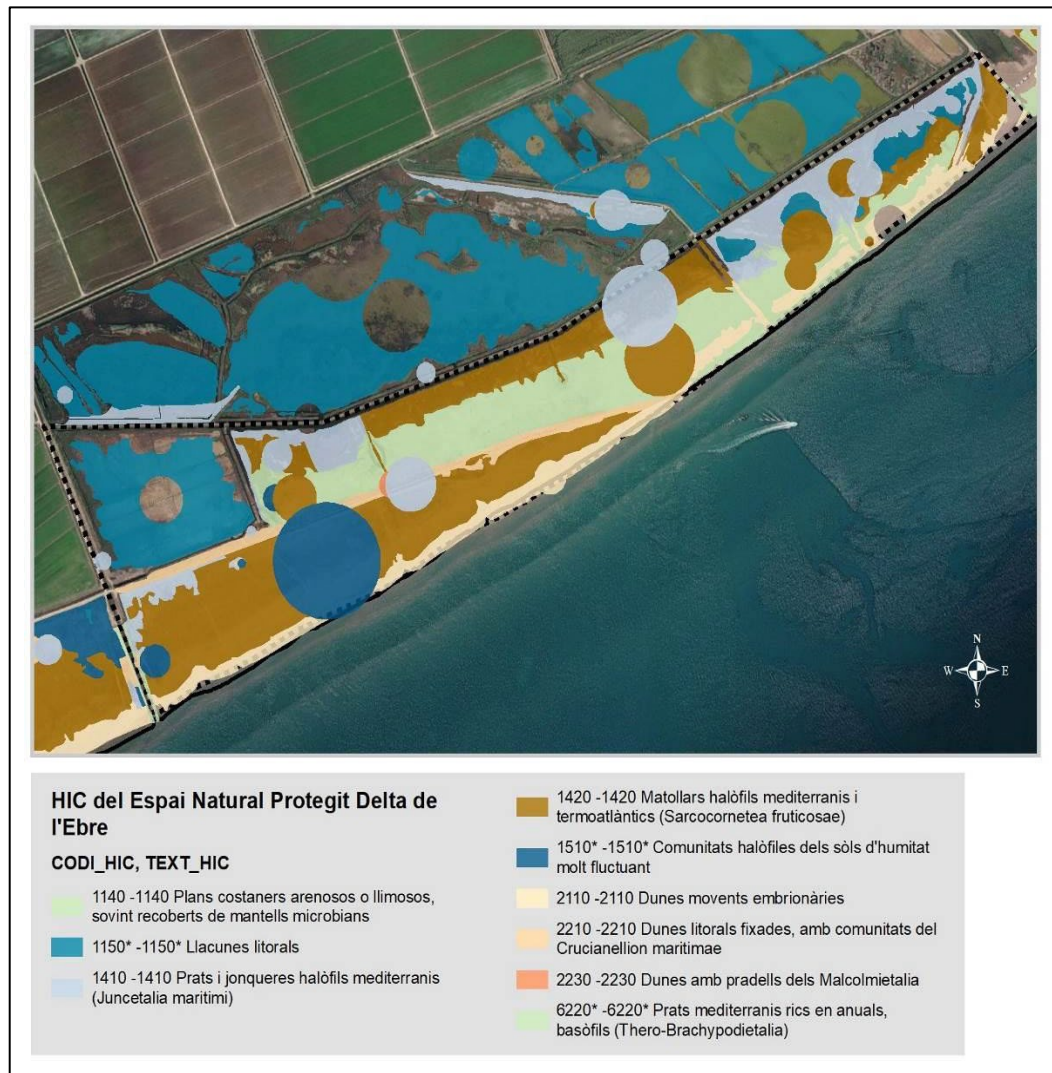 N
W E
S
HIC del Espai Natural Protegit Delta de
l'Ebre
CODI_HIC, TEXT_HIC
1140 -1140 Plans costaners arenosos o llimosos,
sovint recoberts de mantells microbians
1150* -1150* Llacunes litorals
1410 -1410 Prats i jonqueres halòfils mediterranis
(Juncetalia maritimi)
1420 -1420 Matollars halòfils mediterranis i
termoatlàntics (Sarcocornetea fruticosae)
1510* -1510* Comunitats halòfiles dels sòls d'humitat
molt fluctuant
2110 -2110 Dunes movents embrionàries
2210 -2210 Dunes litorals fixades, amb comunitats del
Crucianellion maritimae
2230 -2230 Dunes amb pradells dels Malcolmietalia
6220* -6220* Prats mediterranis rics en anuals,
basòfils (Thero-Brachypodietalia)